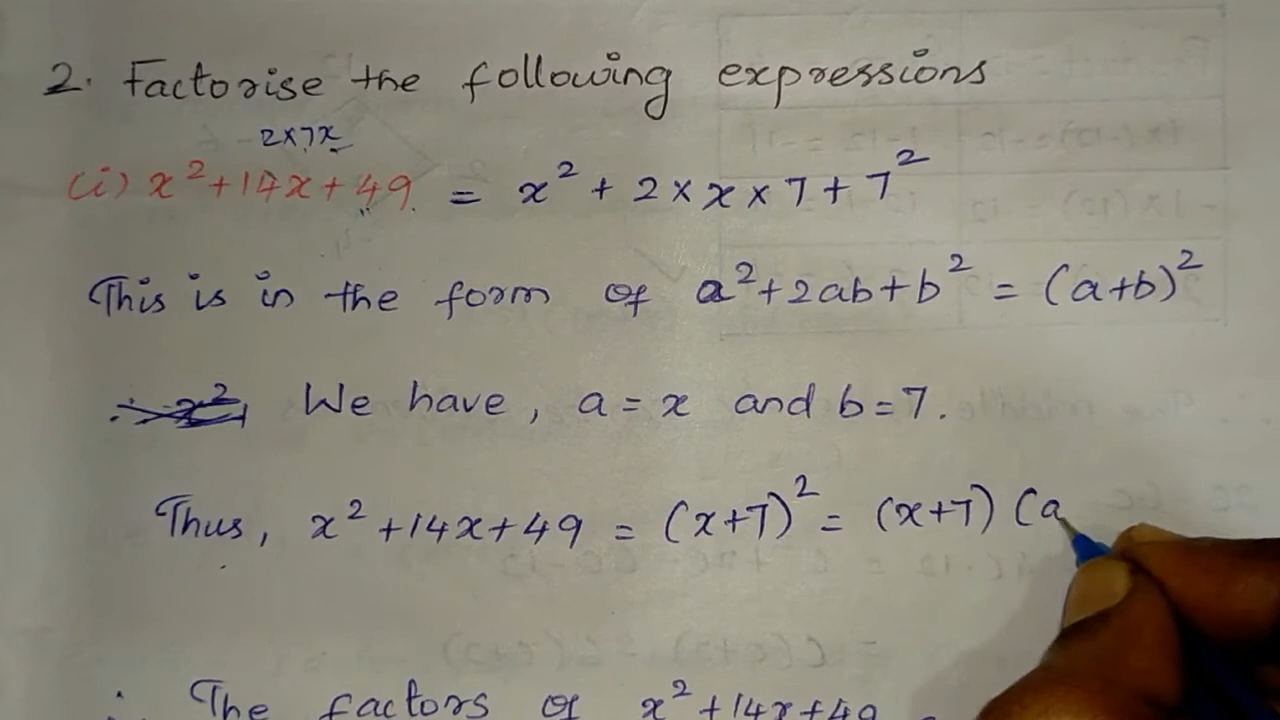 2. Factorise the following expressions
2×7x
(i) x²+14x+49 = x² + 2 × x × 7 + 7²
This is in the form of a²+2ab+b² = (a+b)²
We have, a = x and b = 7.
Thus, x²+14x+49 = (x+7)² = (x+7) (a
∴ The factors of x²+14x+49